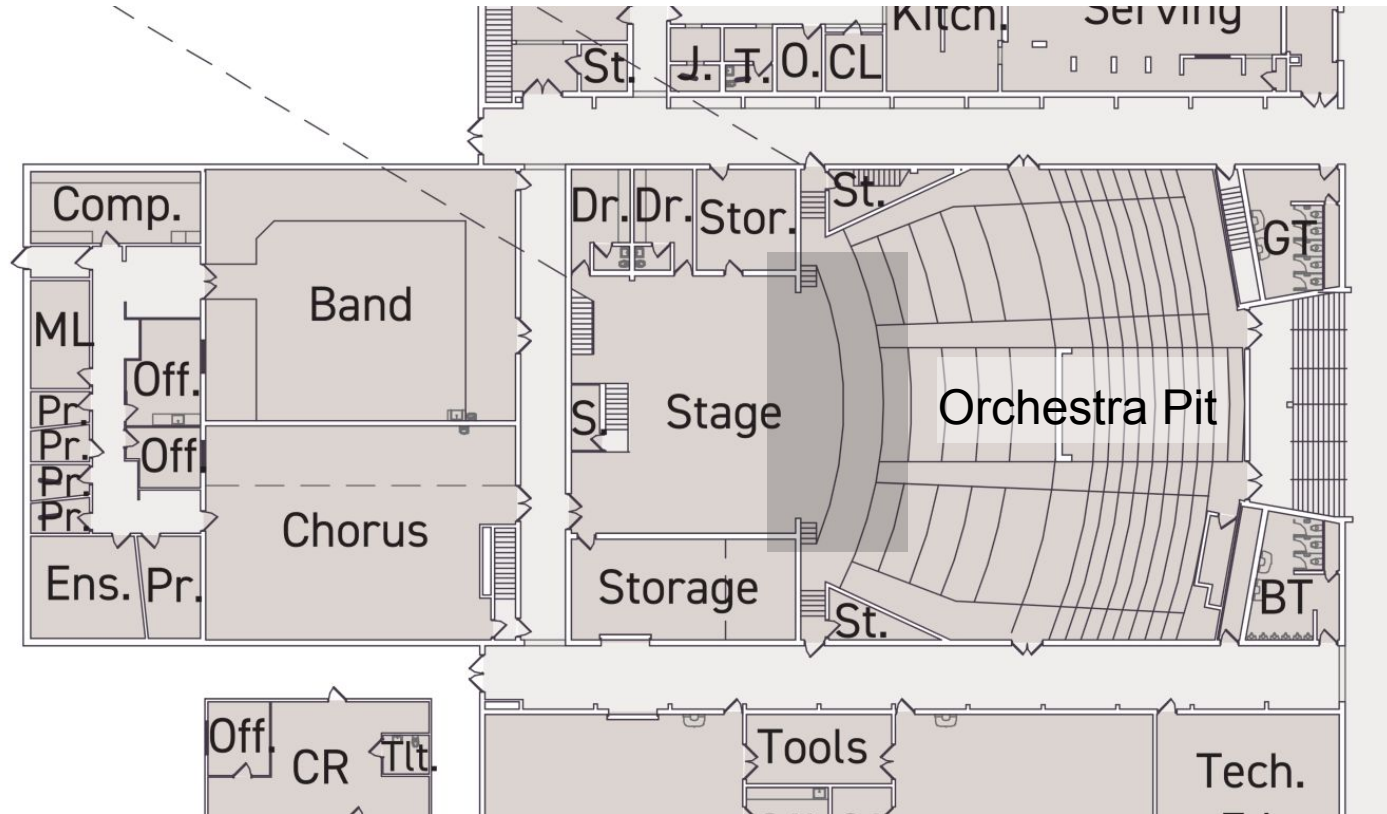 Kitch.
Serving
St.
J.
T.
O.
CL
Comp.
Dr.
Dr.
Stor.
St.
GT
Band
ML
Off.
Pr.
Pr.
Pr.
Pr.
Off.
S.
Stage
Orchestra Pit
Chorus
Ens.
Pr.
Storage
St.
BT
Off.
CR
Tlt.
Tools
Tech.